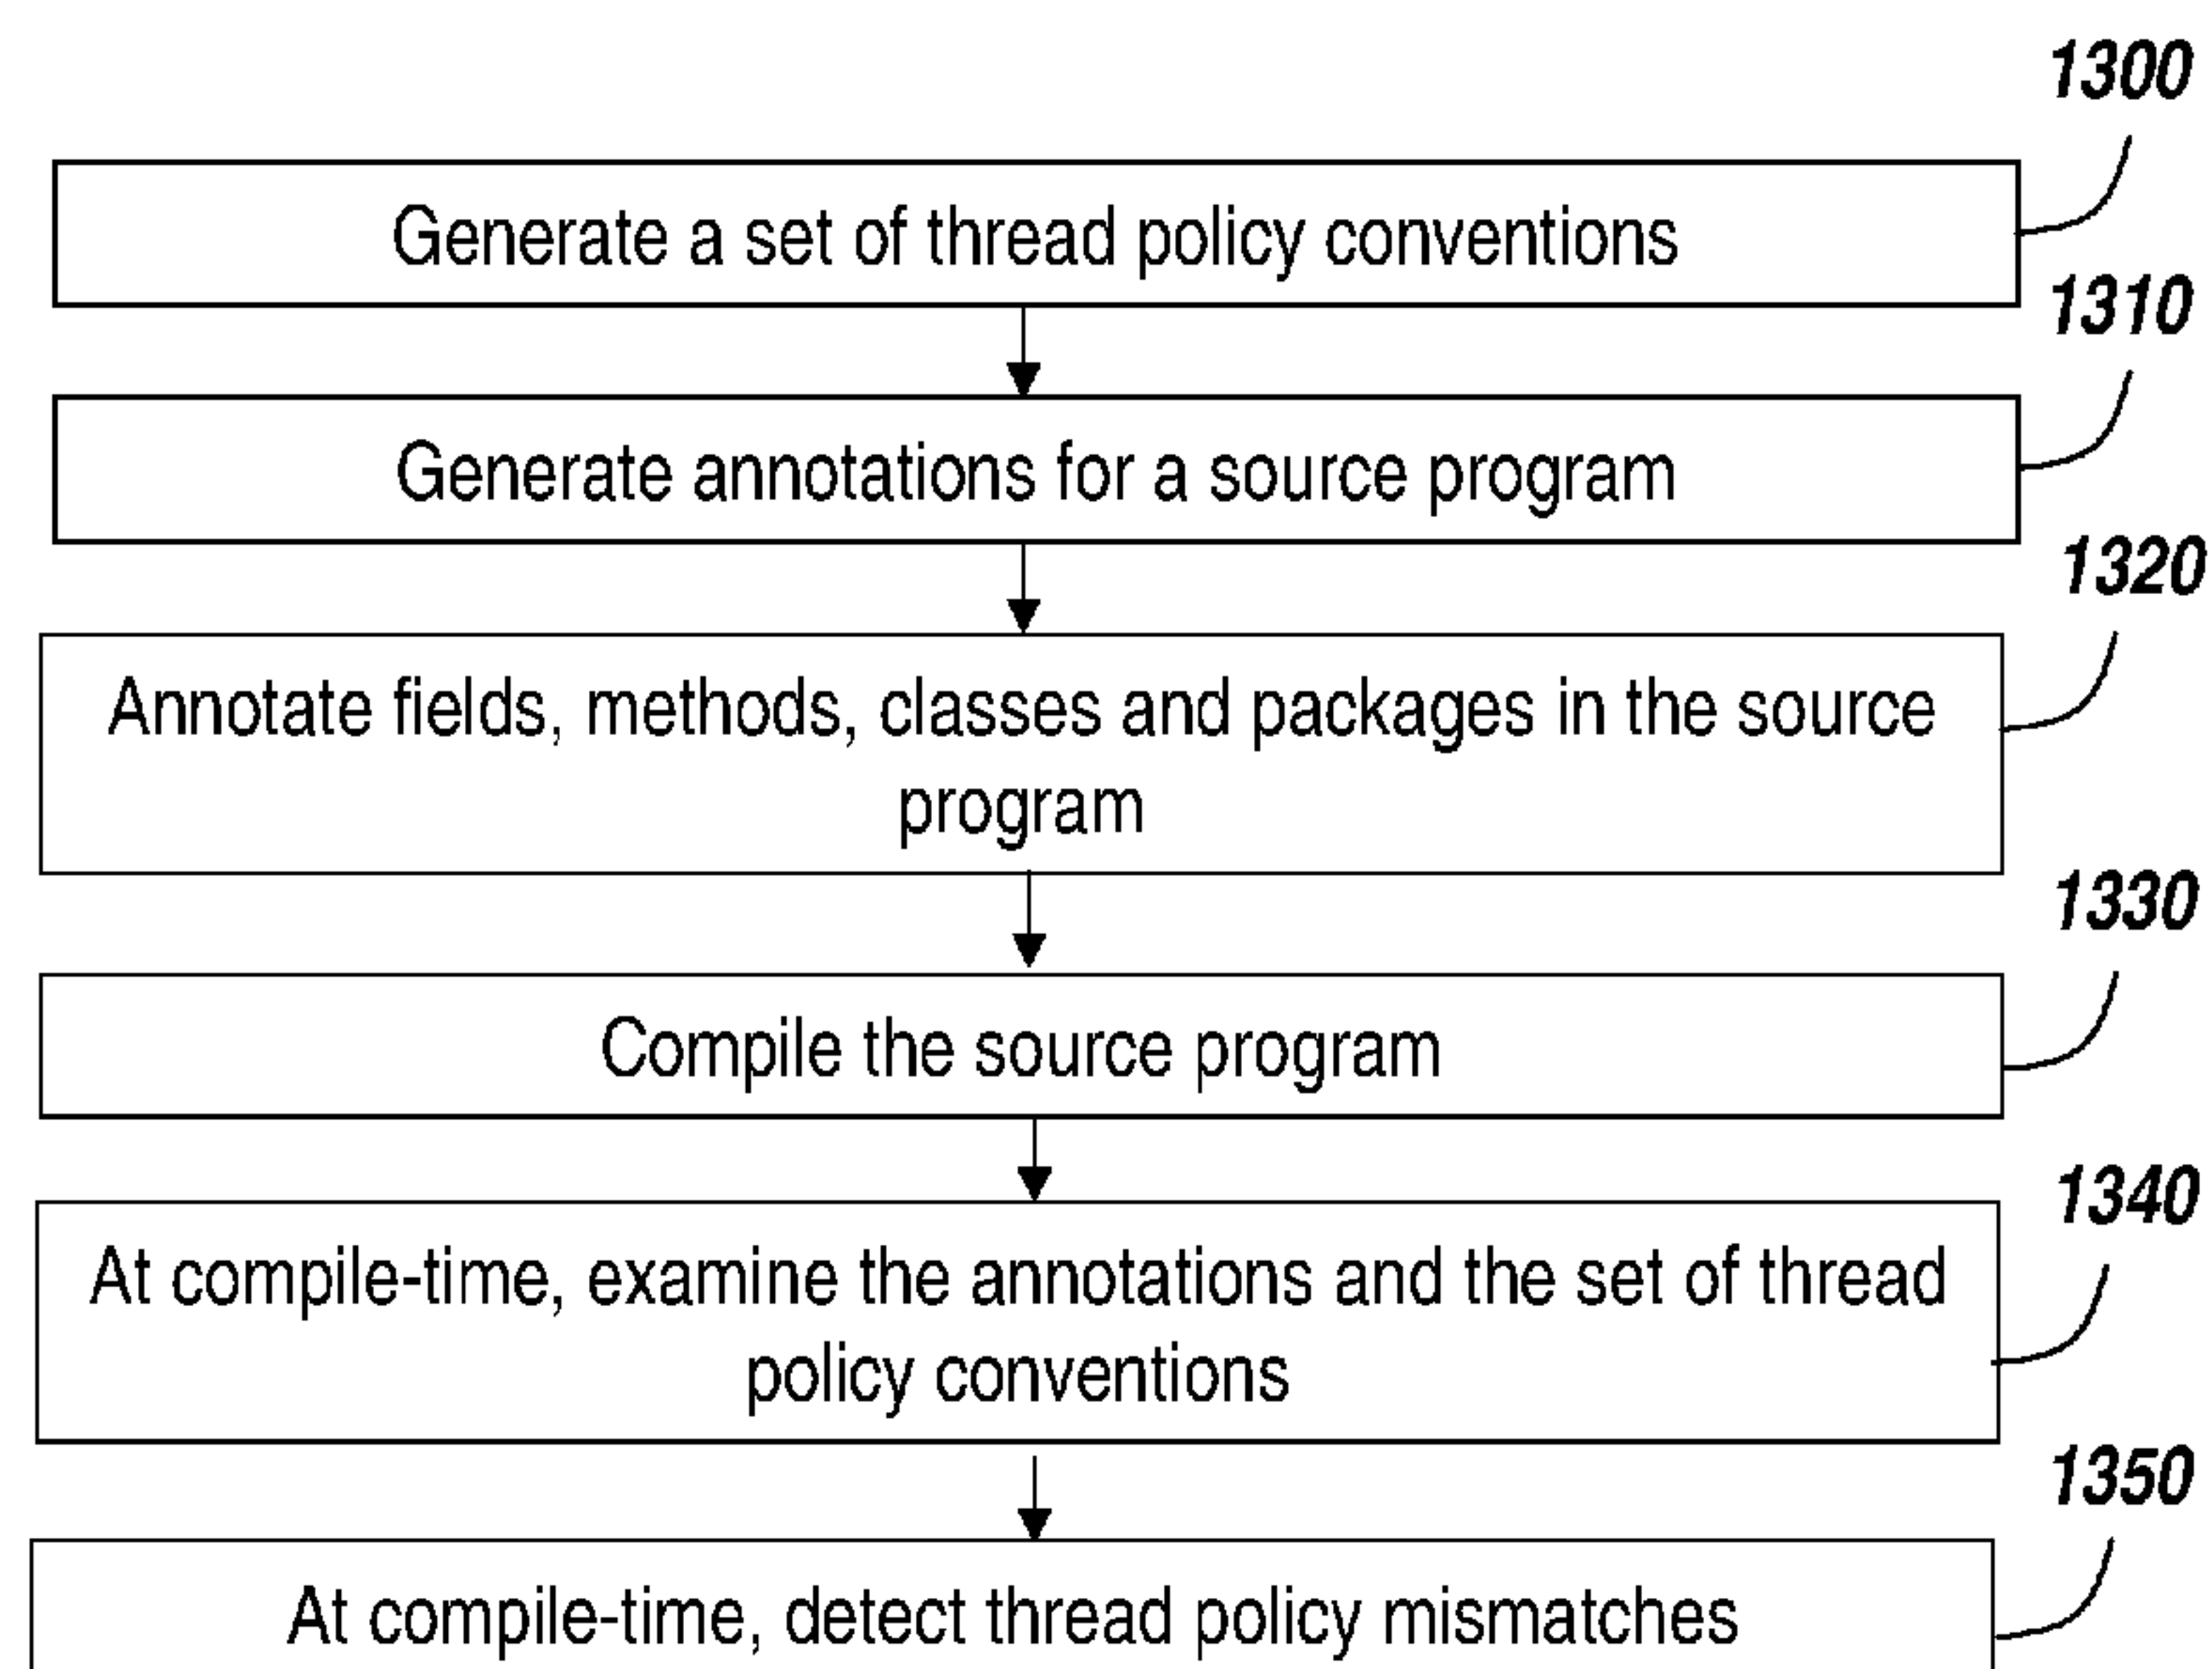 1300
Generate a set of thread policy conventions
1310
Generate annotations for a source program
1320
Annotate fields, methods, classes and packages in the source
program
1330
Compile the source program
1340
At compile-time, examine the annotations and the set of thread
policy conventions
1350
At compile-time, detect thread policy mismatches